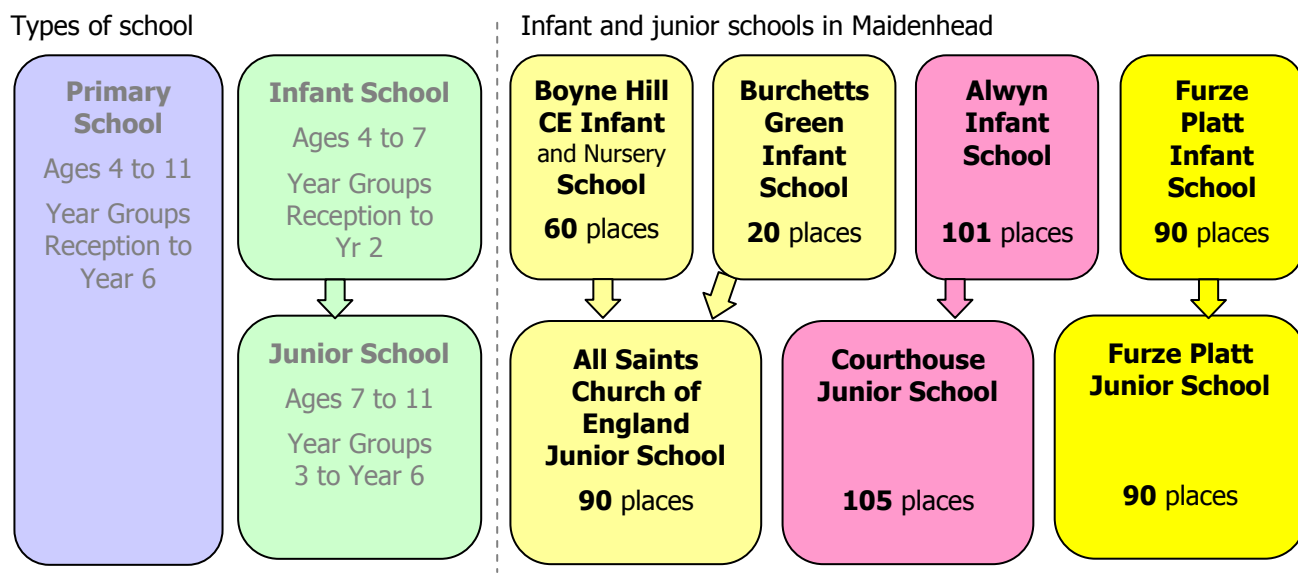 Types of school
Primary
School
Ages 4 to 11
Year Groups
Reception to
Year 6
Infant School
Ages 4 to 7
Year Groups
Reception to
Yr 2
Junior School
Ages 7 to 11
Year Groups
3 to Year 6
Infant and junior schools in Maidenhead
Boyne Hill
CE Infant
and Nursery
School
60 places
Burchetts
Green
Infant
School
20 places
Alwyn
Infant
School
101 places
Furze
Platt
Infant
School
90 places
All Saints
Church of
England
Junior School
90 places
Courthouse
Junior School
105 places
Furze Platt
Junior School
90 places